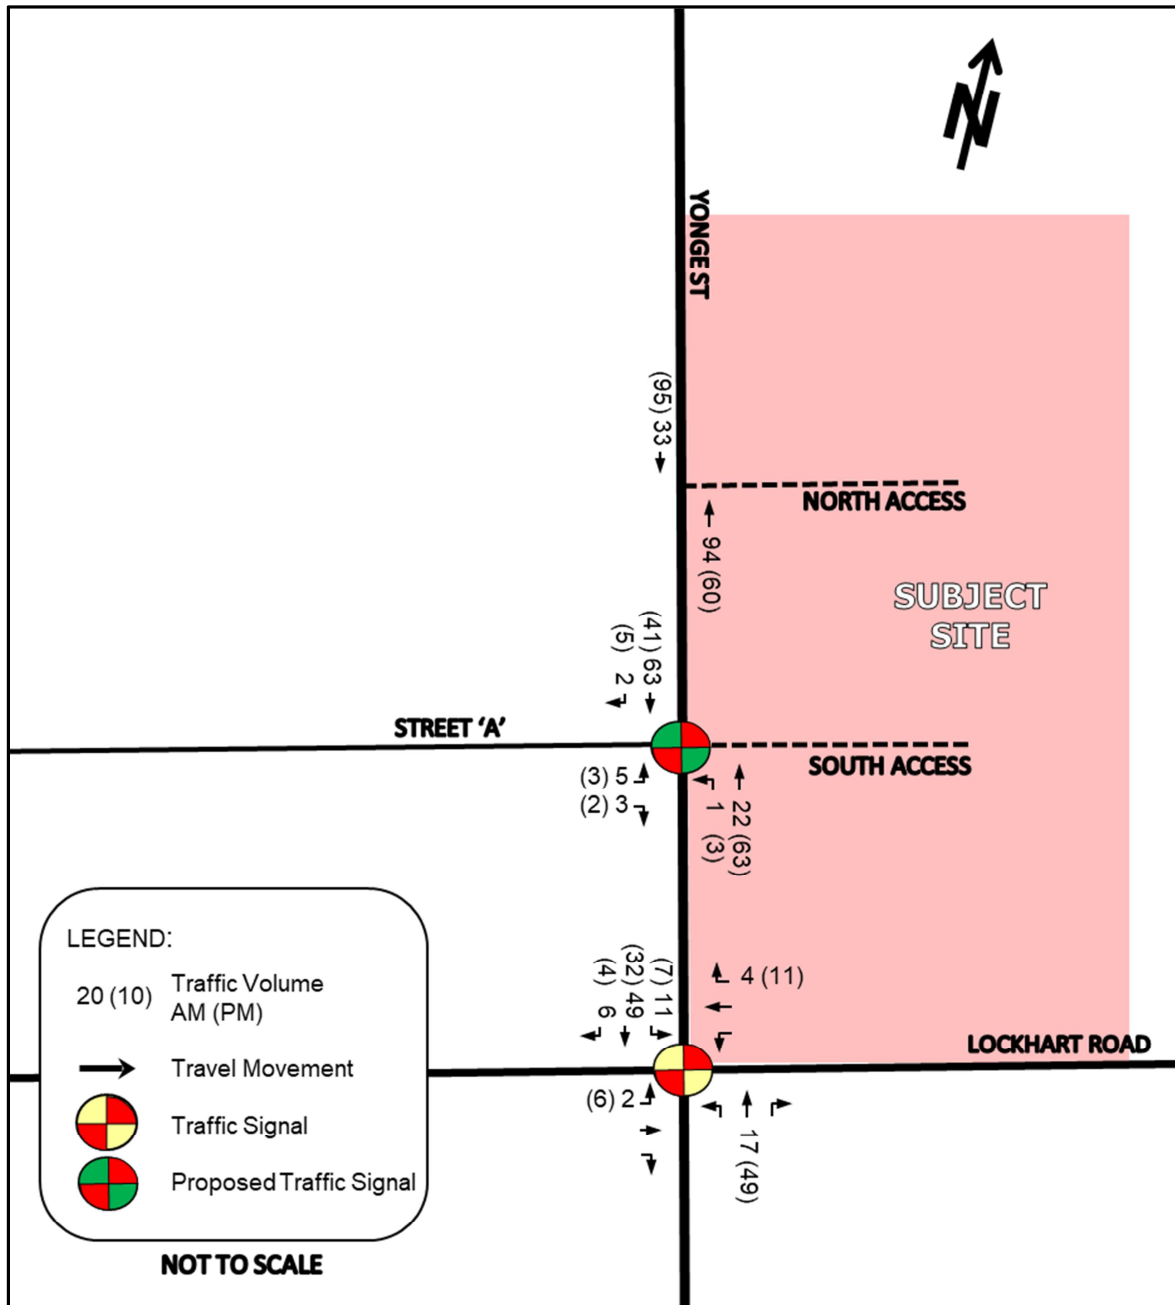 N
YONGE ST
(95) 33
NORTH ACCESS
94 (60)
SUBJECT
SITE
(41) 63
(5) 2
STREET 'A'
SOUTH ACCESS
(3) 5
(2) 3
1 (3)
22 (63)
(7) 11
(32) 49
(4) 6
4 (11)
LOCKHART ROAD
(6) 2
17 (49)
LEGEND:
20 (10)
Traffic Volume
AM (PM)
Travel Movement
Traffic Signal
Proposed Traffic Signal
NOT TO SCALE